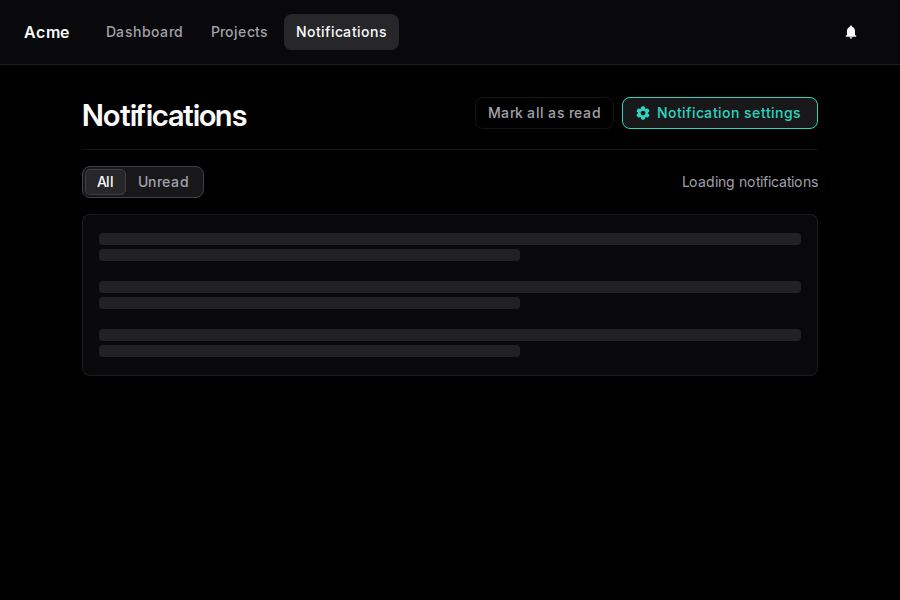 Acme Dashboard Projects Notifications
Notifications Mark all as read Notification settings
All Unread Loading notifications